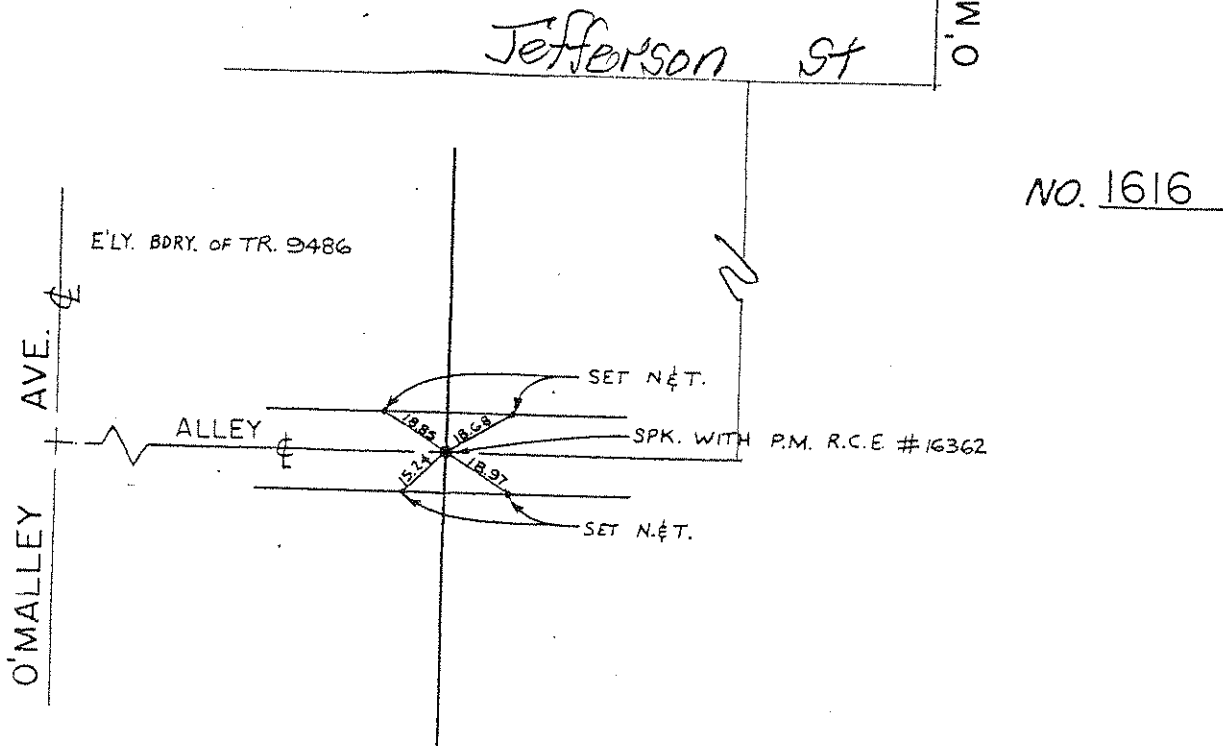 Jefferson St
O'M
NO. 1616
E'LY. BDRY. OF TR. 9486
O'MALLEY AVE. ℄
SET N&T.
18.85
18.68
ALLEY ℄
SPK. WITH P.M. R.C.E #16362
15.24
18.97
SET N.&T.